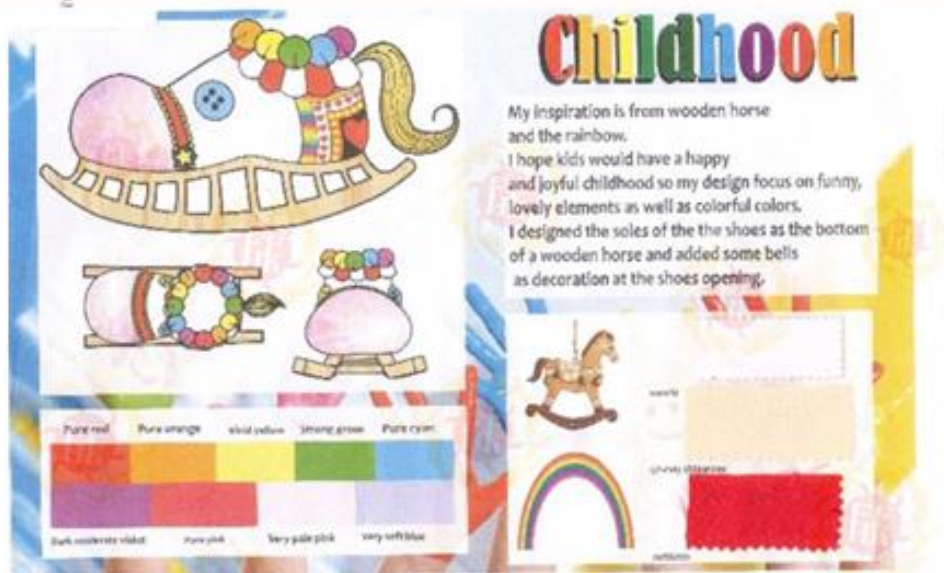 Childhood
My inspiration is from wooden horse
and the rainbow.
I hope kids would have a happy
and joyful childhood so my design focus on funny,
lovely elements as well as colorful colors.
I designed the soles of the the shoes as the bottom
of a wooden horse and added some bells
as decoration at the shoes opening.
Pure red Pure orange Vivid yellow Strong green Pure cyan
Dark moderate violet Pure pink Very pale pink Very soft blue